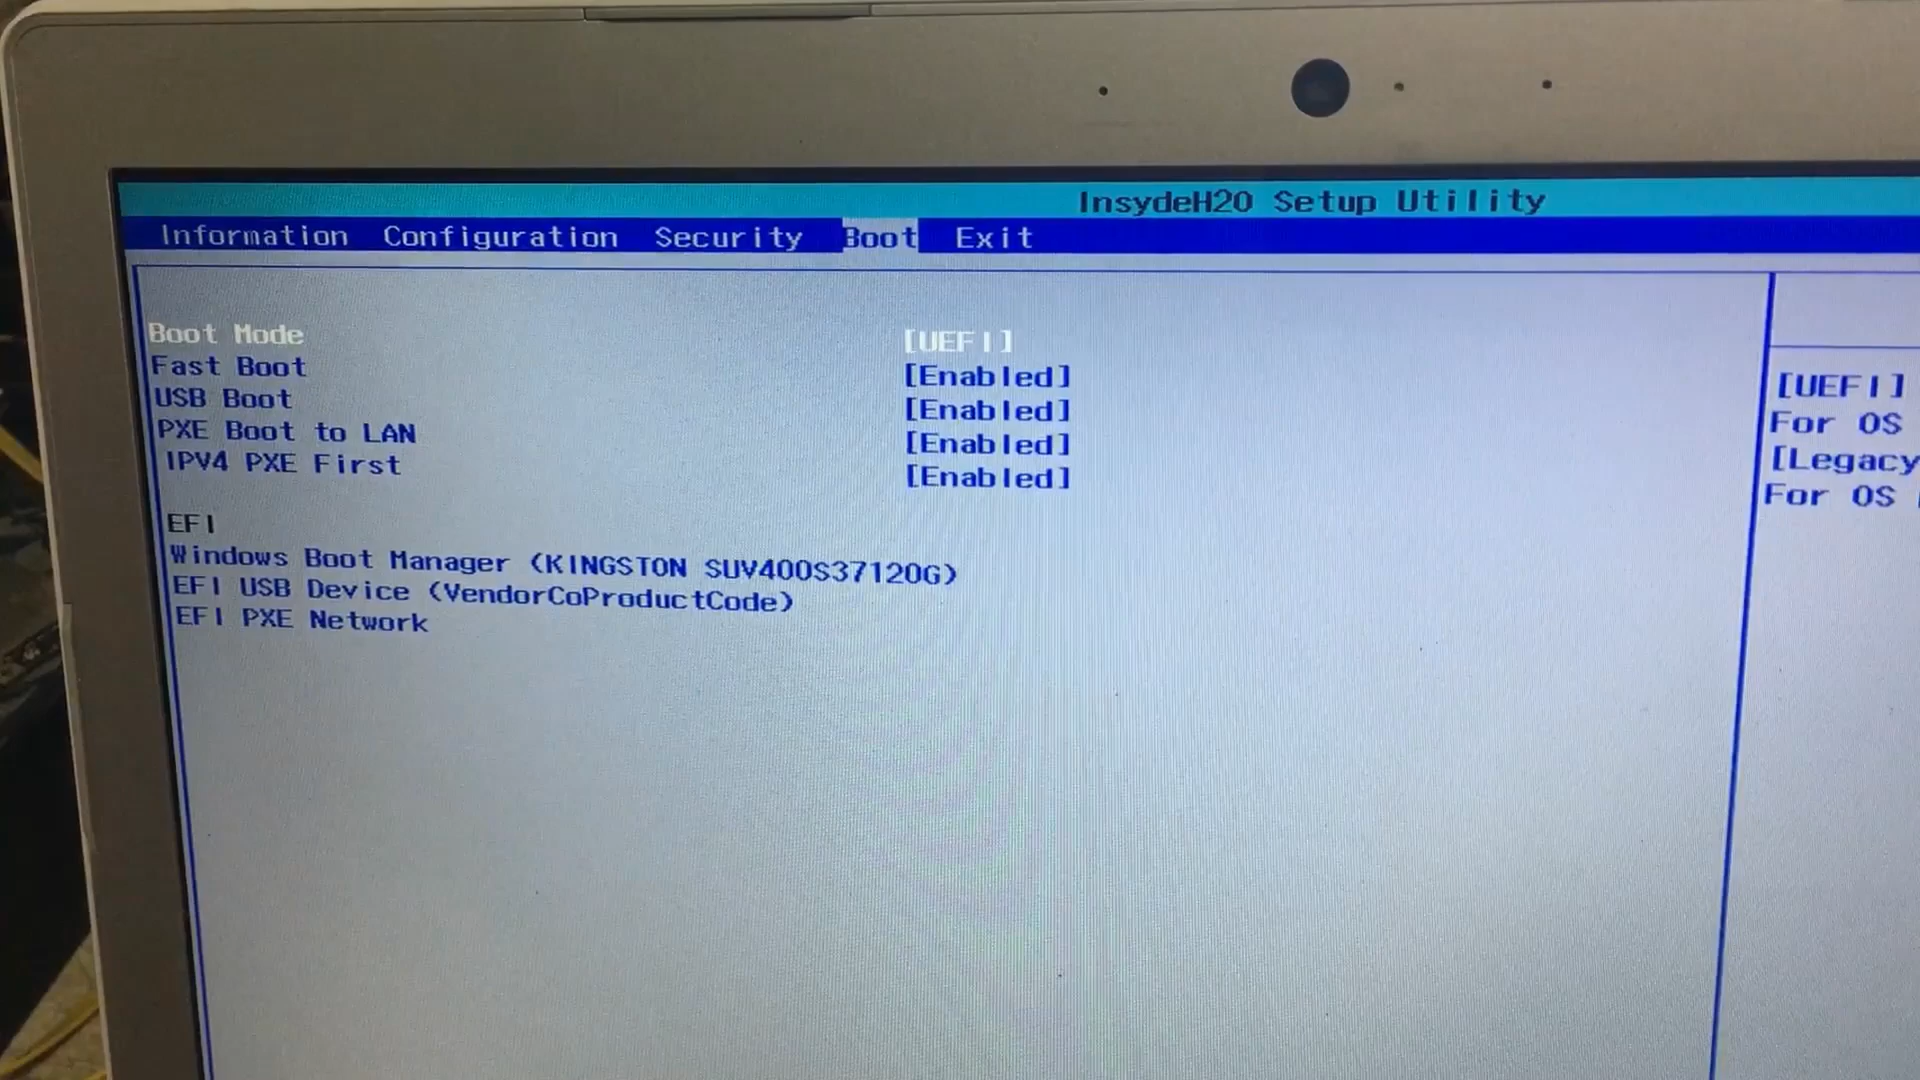 InsydeH20 Setup Utility
Information Configuration Security Boot Exit
Boot Mode [UEFI]
Fast Boot [Enabled]
USB Boot [Enabled]
PXE Boot to LAN [Enabled]
IPV4 PXE First [Enabled]
EFI
Windows Boot Manager (KINGSTON SUV400S37120G)
EFI USB Device (VendorCoProductCode)
EFI PXE Network
[UEFI]
For OS
[Legacy
For OS